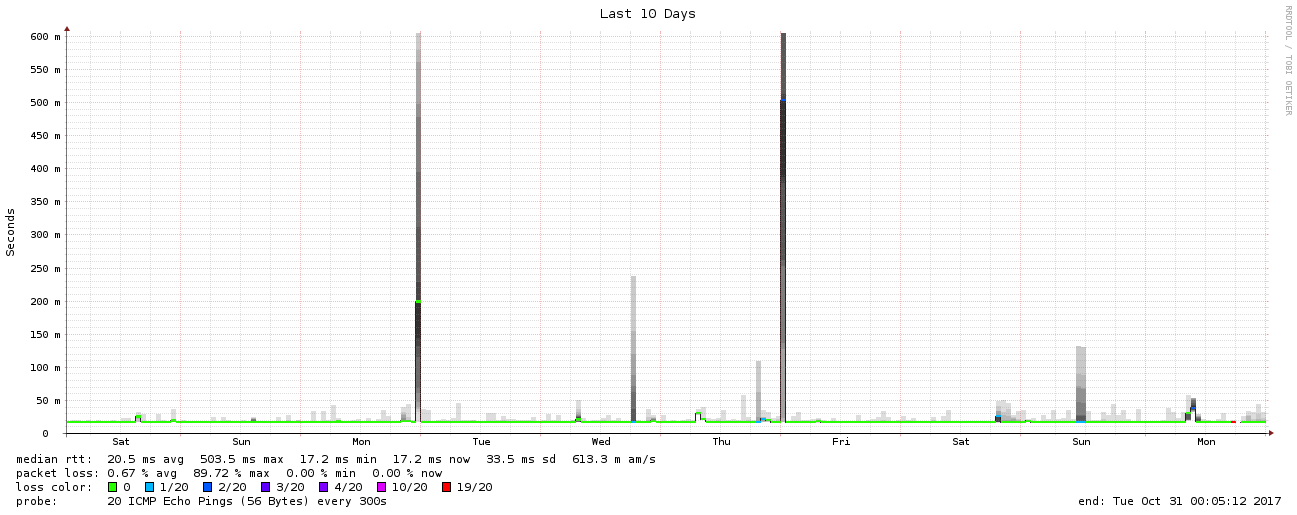 Last 10 Days
RRDTOOL / TOBI OETIKER
Seconds
600 m
550 m
500 m
450 m
400 m
350 m
300 m
250 m
200 m
150 m
100 m
50 m
0
Sat Sun Mon Tue Wed Thu Fri Sat Sun Mon
median rtt: 20.5 ms avg 503.5 ms max 17.2 ms min 17.2 ms now 33.5 ms sd 613.3 m am/s
packet loss: 0.67 % avg 89.72 % max 0.00 % min 0.00 % now
loss color: 0 1/20 2/20 3/20 4/20 10/20 19/20
probe: 20 ICMP Echo Pings (56 Bytes) every 300s end: Tue Oct 31 00:05:12 2017